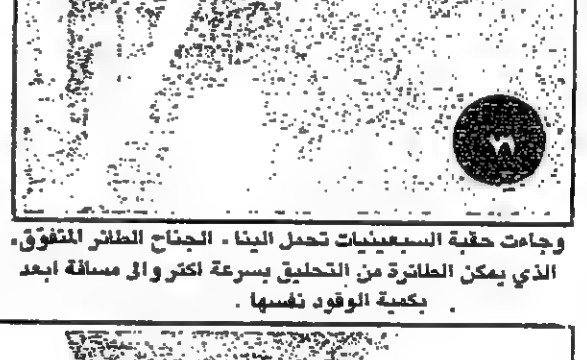 وجاءت حقبة السبعينيات تحمل الينا - الجناح الطائر المتفوق -
الذي يمكن الطائرة من التحليق بسرعة اكثر والى مسافة ابعد
بكمية الوقود نفسها .